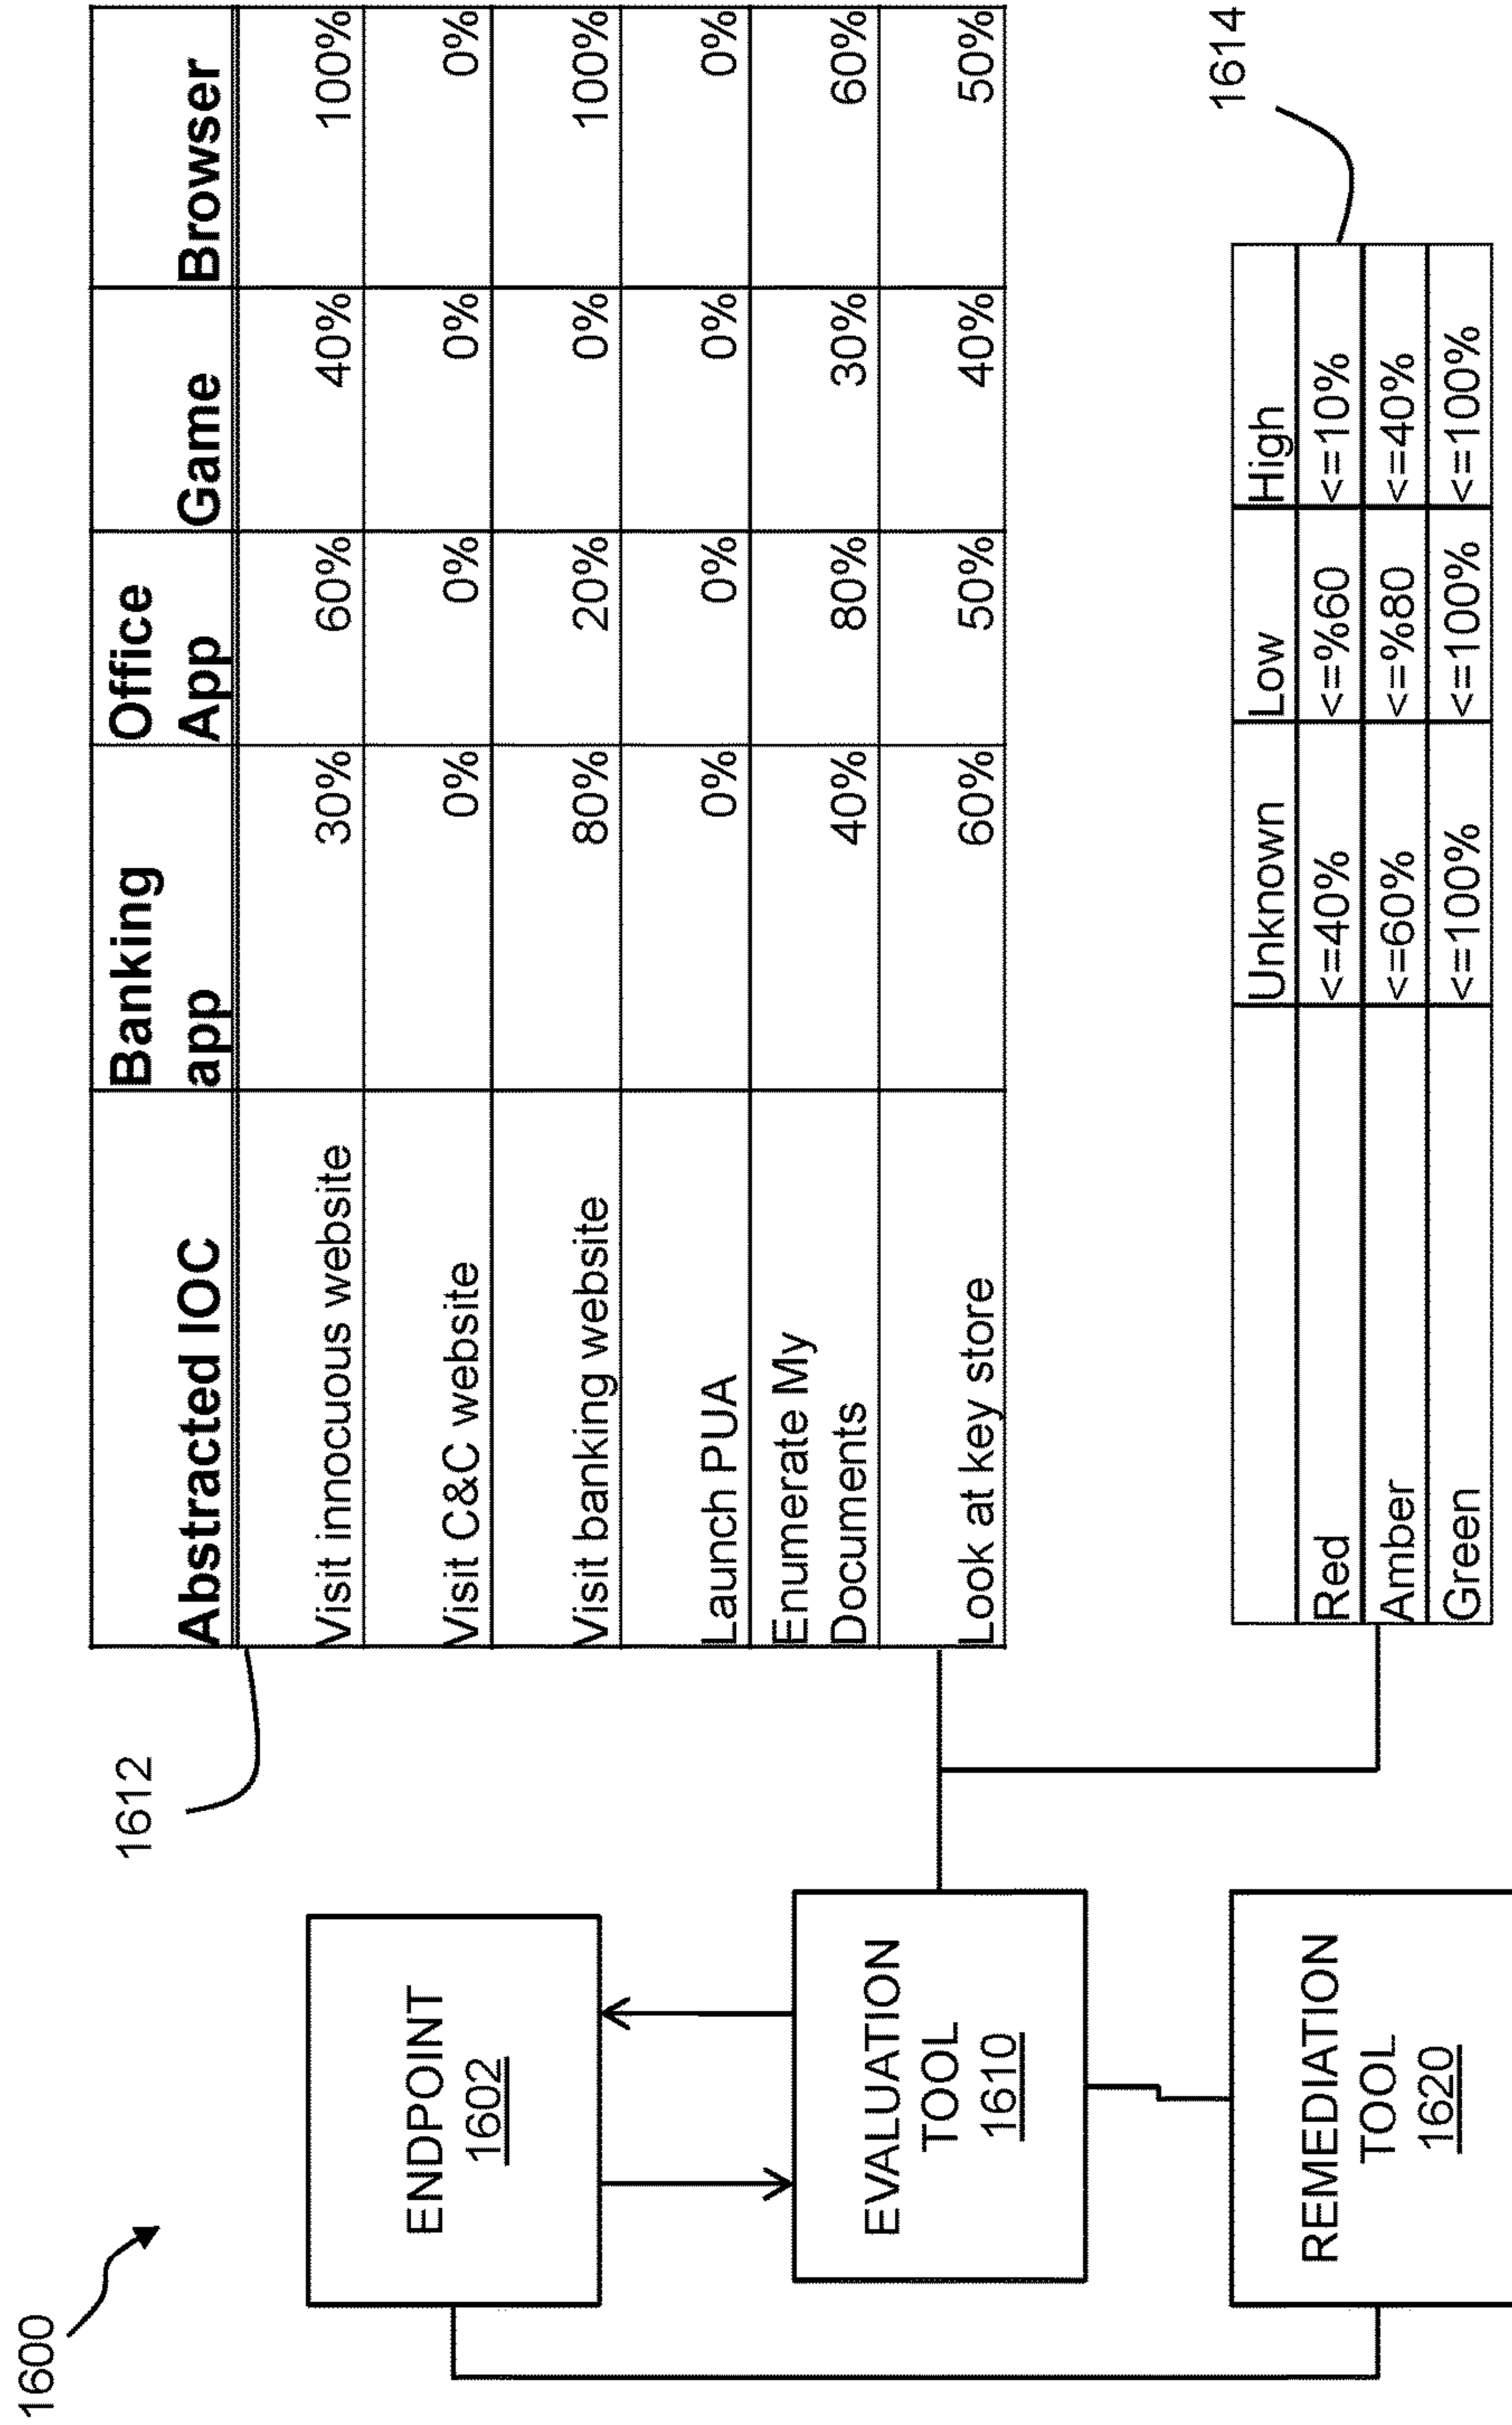 1600
ENDPOINT
1602
EVALUATION
TOOL
1610
REMEDIATION
TOOL
1620
1612
Abstracted IOC Banking app Office App Game Browser
Visit innocuous website 30% 60% 40% 100%
Visit C&C website 0% 0% 0% 0%
Visit banking website 80% 20% 0% 100%
Launch PUA 0% 0% 0% 0%
Enumerate My
Documents 40% 80% 30% 60%
Look at key store 60% 50% 40% 50%
1614
Unknown Low High
Red <=40% <=%60 <=10%
Amber <=60% <=%80 <=40%
Green <=100% <=100% <=100%